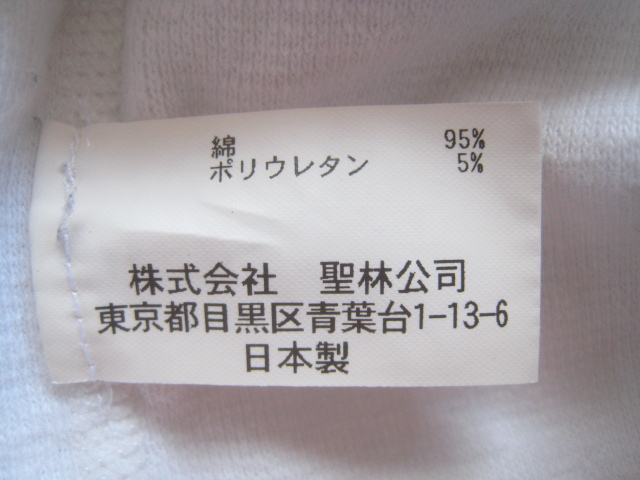 綿 95%
ポリウレタン 5%
株式会社 聖林公司
東京都目黒区青葉台1-13-6
日本製